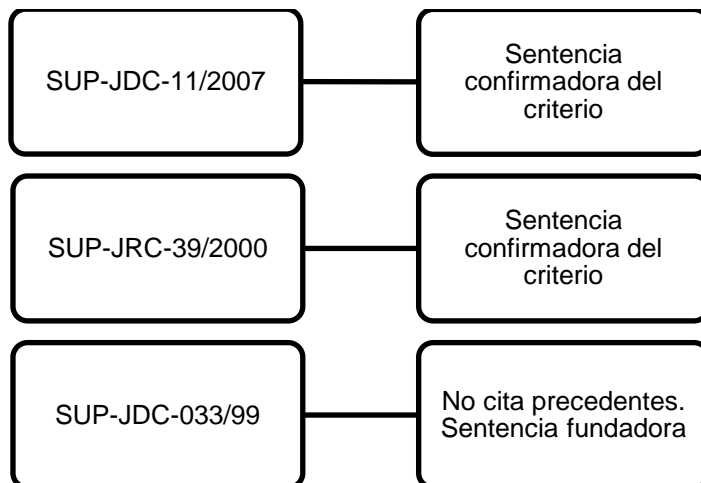 SUP-JDC-11/2007
Sentencia
confirmadora del
criterio
SUP-JRC-39/2000
Sentencia
confirmadora del
criterio
SUP-JDC-033/99
No cita precedentes.
Sentencia fundadora